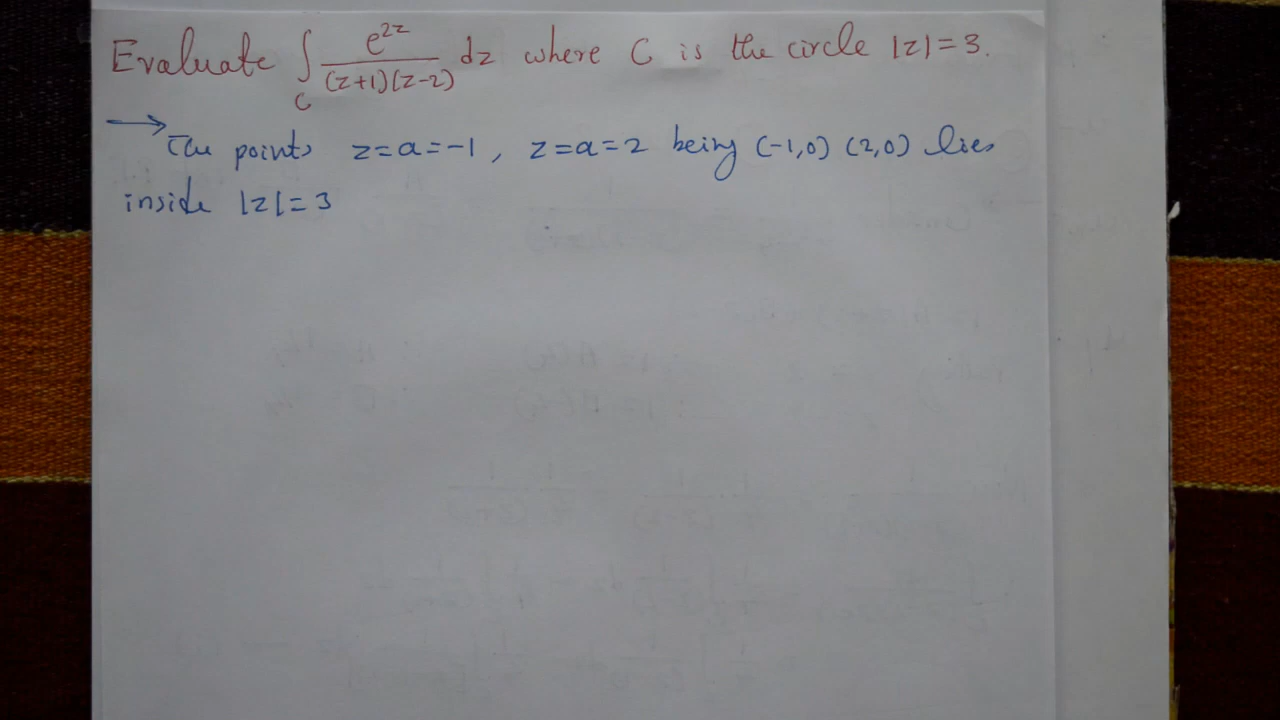 Evaluate ∫_C e^{2z}/((z+1)(z-2)) dz where C is the circle |z|=3.
→ The points z=a=-1, z=a=2 being (-1,0) (2,0) lies
inside |z|=3